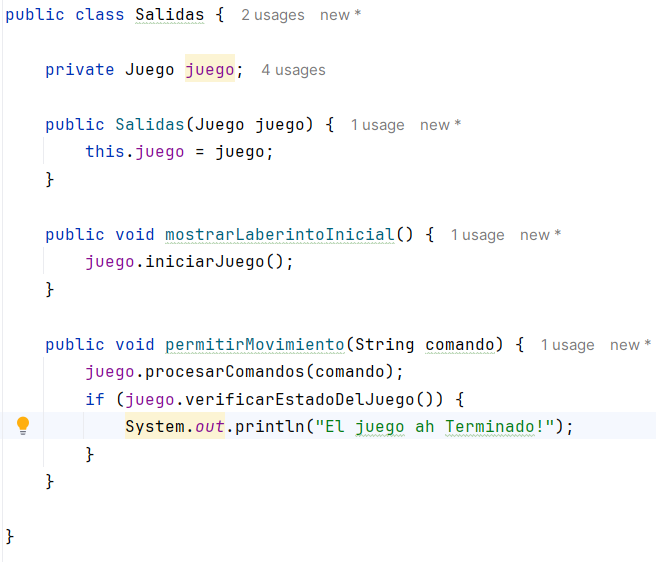 public class Salidas { 2 usages new *
private Juego juego; 4 usages
public Salidas(Juego juego) { 1 usage new *
this.juego = juego;
}
public void mostrarLaberintoInicial() { 1 usage new *
juego.iniciarJuego();
}
public void permitirMovimiento(String comando) { 1 usage new *
juego.procesarComandos(comando);
if (juego.verificarEstadoDelJuego()) {
System.out.println("El juego ah Terminado!");
}
}
}